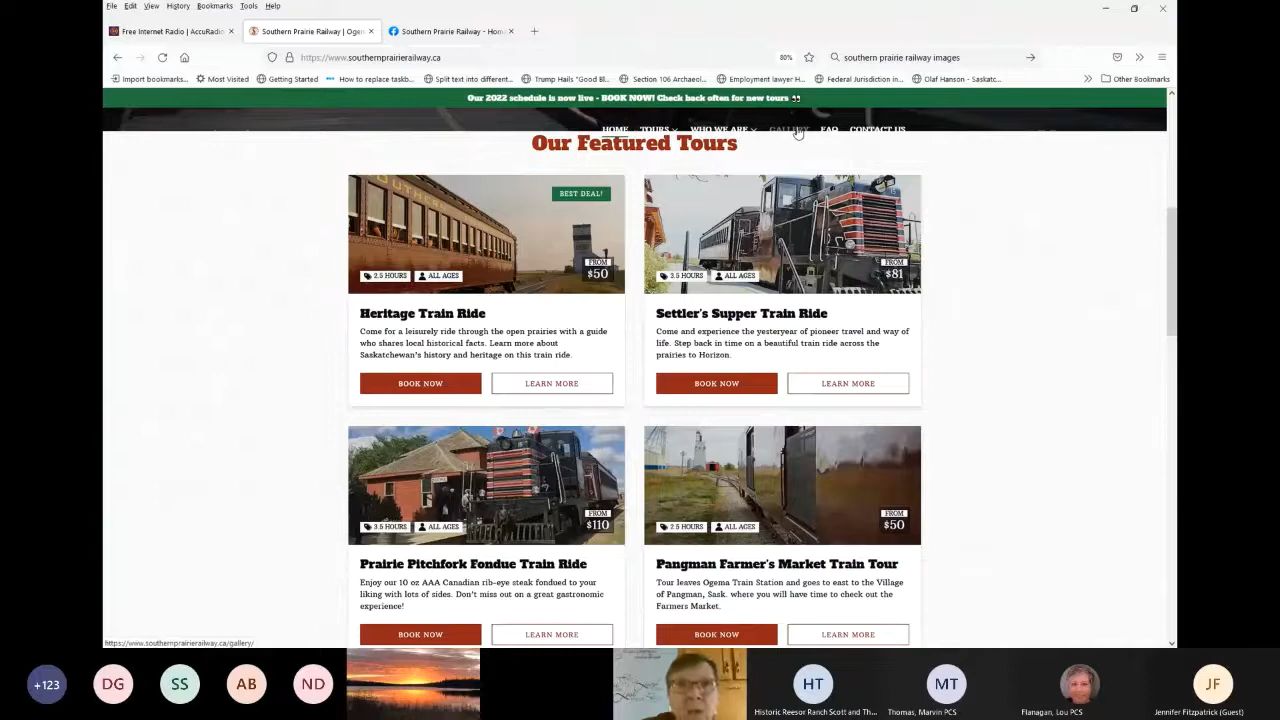 File Edit View History Bookmarks Tools Help
Free Internet Radio | AccuRadio
Southern Prairie Railway | Ogem
Southern Prairie Railway - Hom
https://www.southernprairierailway.ca
80%
southern prairie railway images
Import bookmarks... Most Visited Getting Started How to replace taskb... Split text into different... Trump Hails "Good Bl... Section 106 Archaeol... Employment lawyer H... Federal Jurisdiction in... Olaf Hanson - Saskatc... Other Bookmarks
Our 2022 schedule is now live - BOOK NOW! Check back often for new tours
HOME TOURS WHO WE ARE GALLERY FAQ CONTACT US
Our Featured Tours
SOUTHERN
BEST DEAL!
2.5 HOURS ALL AGES FROM $50
Heritage Train Ride
Come for a leisurely ride through the open prairies with a guide
who shares local historical facts. Learn more about
Saskatchewan's history and heritage on this train ride.
BOOK NOW LEARN MORE
3.5 HOURS ALL AGES FROM $81
Settler's Supper Train Ride
Come and experience the yesteryear of pioneer travel and way of
life. Step back in time on a beautiful train ride across the
prairies to Horizon.
BOOK NOW LEARN MORE
3.5 HOURS ALL AGES FROM $110
Prairie Pitchfork Fondue Train Ride
Enjoy our 10 oz AAA Canadian rib-eye steak fondued to your
liking with lots of sides. Don't miss out on a great gastronomic
experience!
BOOK NOW LEARN MORE
2.5 HOURS ALL AGES FROM $50
Pangman Farmer's Market Train Tour
Tour leaves Ogema Train Station and goes to east to the Village
of Pangman, Sask. where you will have time to check out the
Farmers Market.
BOOK NOW LEARN MORE
https://www.southernprairierailway.ca/gallery/
+123 DG SS AB ND HT MT JF
Historic Reesor Ranch Scott and Th... Thomas, Marvin PCS Flanagan, Lou PCS Jennifer Fitzpatrick (Guest)